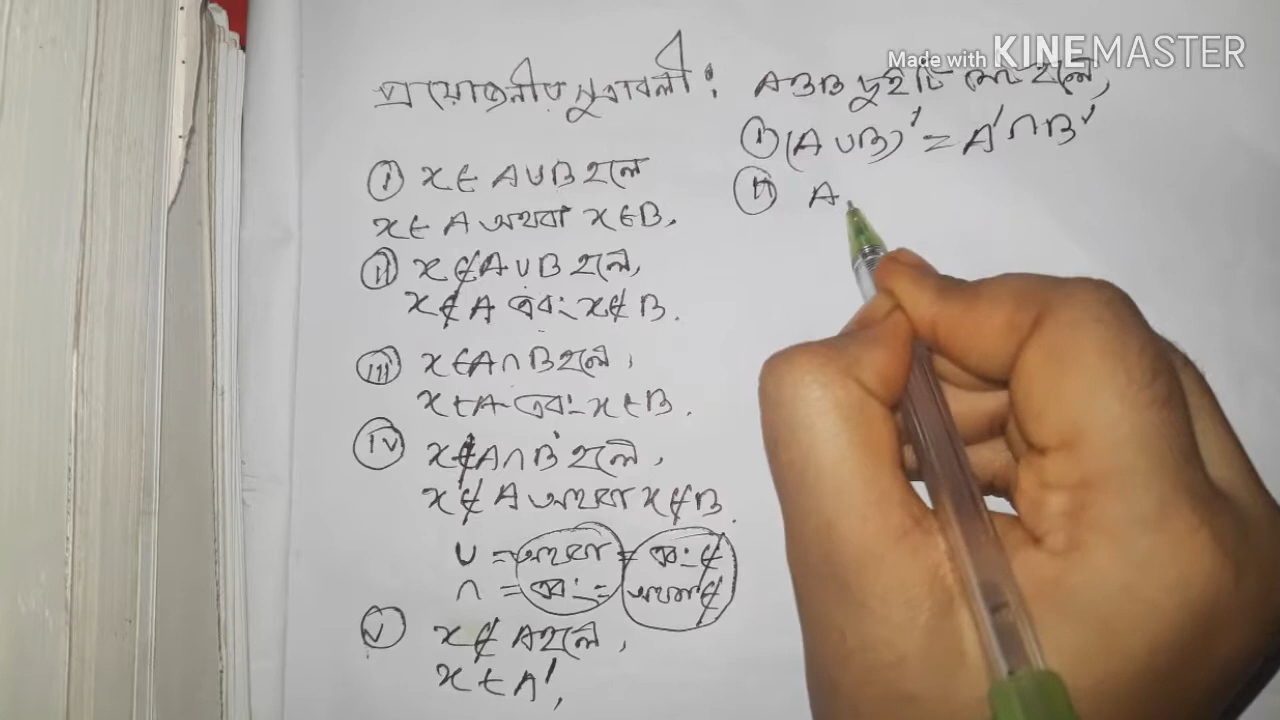 Made with KINEMASTER
প্রয়োজনীয় সুত্রাবলী:
(i) x ∈ A ∪ B হলে
x ∈ A অথবা x ∈ B,
(ii) x ∉ A ∪ B হলে,
x ∉ A এবং x ∉ B.
(iii) x ∈ A ∩ B হলে,
x ∈ A এবং x ∈ B.
(iv) x ∉ A ∩ B হলে,
x ∉ A অথবা x ∉ B.
∪ = অথবা = এবং ∉
∩ = এবং = অথবা ∉
(v) x ∉ A হলে,
x ∈ A′,
A ও B দুইটি সেট হলে,
(i) (A ∪ B)′ = A′ ∩ B′
(ii) A